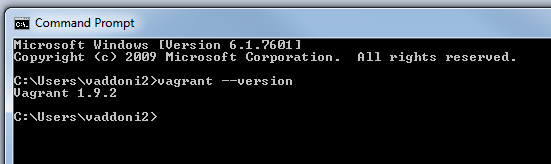 Command Prompt
Microsoft Windows [Version 6.1.7601]
Copyright (c) 2009 Microsoft Corporation.  All rights reserved.
C:\Users\vaddoni2>vagrant --version
Vagrant 1.9.2
C:\Users\vaddoni2>